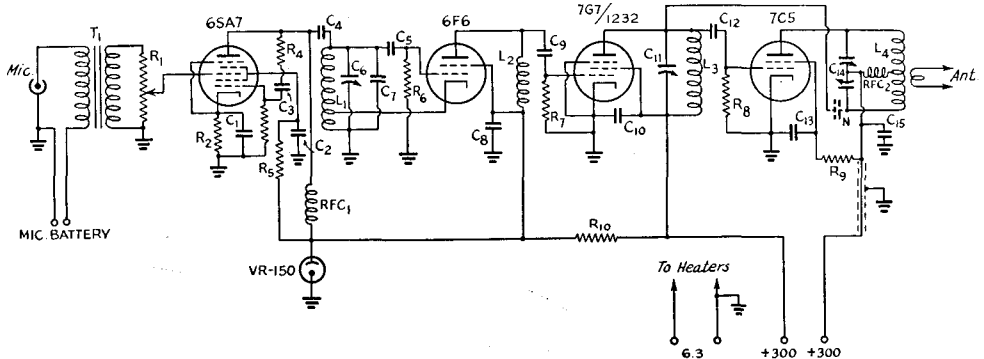 6SA7
C4
6F6
7G7/1232
C12
7C5
Mic.
T1
R1
R4
C3
C1
R2
R5
C2
L1
C6
C7
C5
R6
L2
C8
C9
R7
C10
C11
L3
R8
C13
C14
RFC2
L4
Ant.
N
C15
R9
RFC1
MIC. BATTERY
VR-150
R10
To Heaters
6.3
+300
+300